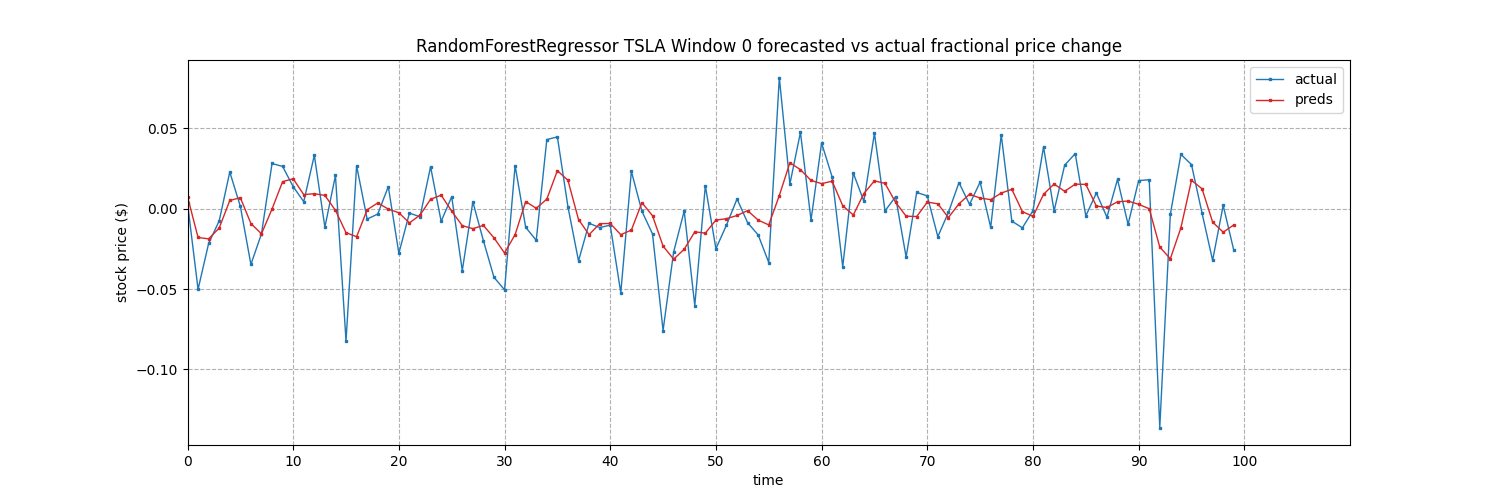 RandomForestRegressor TSLA Window 0 forecasted vs actual fractional price change
actual
preds
stock price ($)
0.05
0.00
−0.05
−0.10
0 10 20 30 40 50 60 70 80 90 100
time